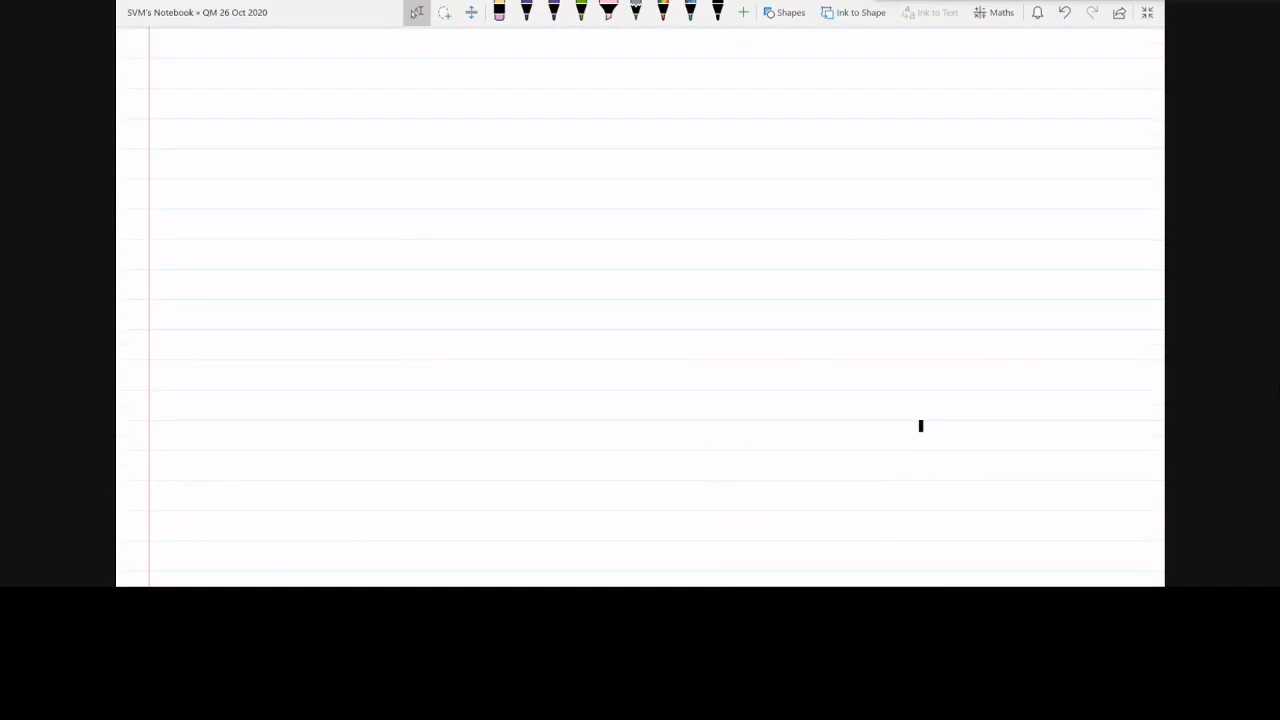 SVM's Notebook » QM 26 Oct 2020
Shapes
Ink to Shape
Ink to Text
Maths